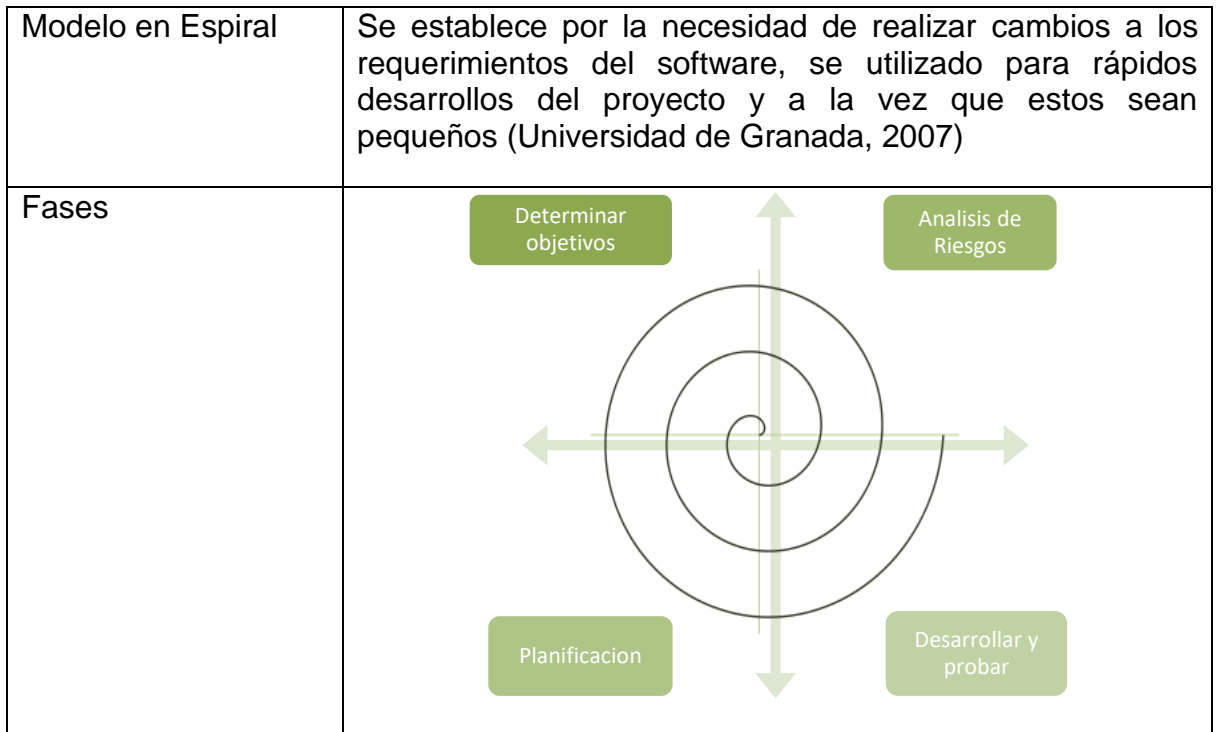 Modelo en Espiral
Se establece por la necesidad de realizar cambios a los
requerimientos del software, se utilizado para rápidos
desarrollos del proyecto y a la vez que estos sean
pequeños (Universidad de Granada, 2007)
Fases
Determinar
objetivos
Analisis de
Riesgos
Planificacion
Desarrollar y
probar